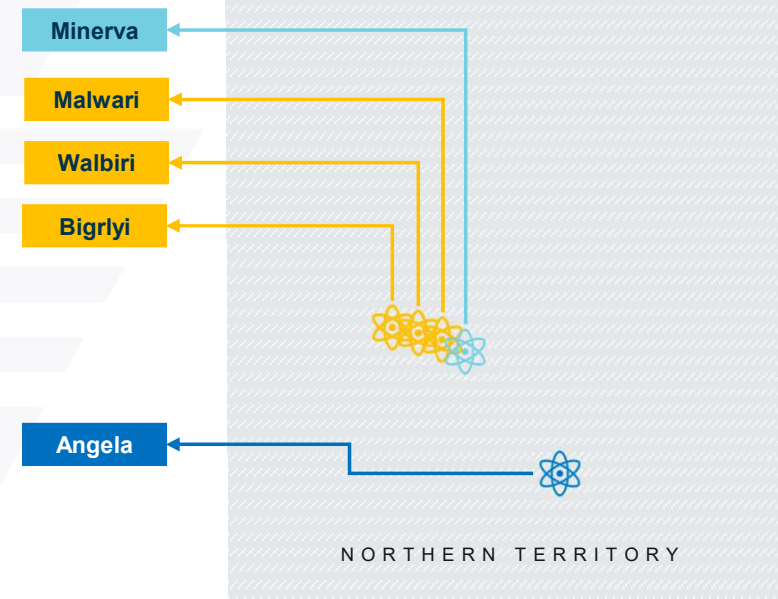 Minerva
Malwari
Walbiri
Bigrlyi
Angela
NORTHERN TERRITORY